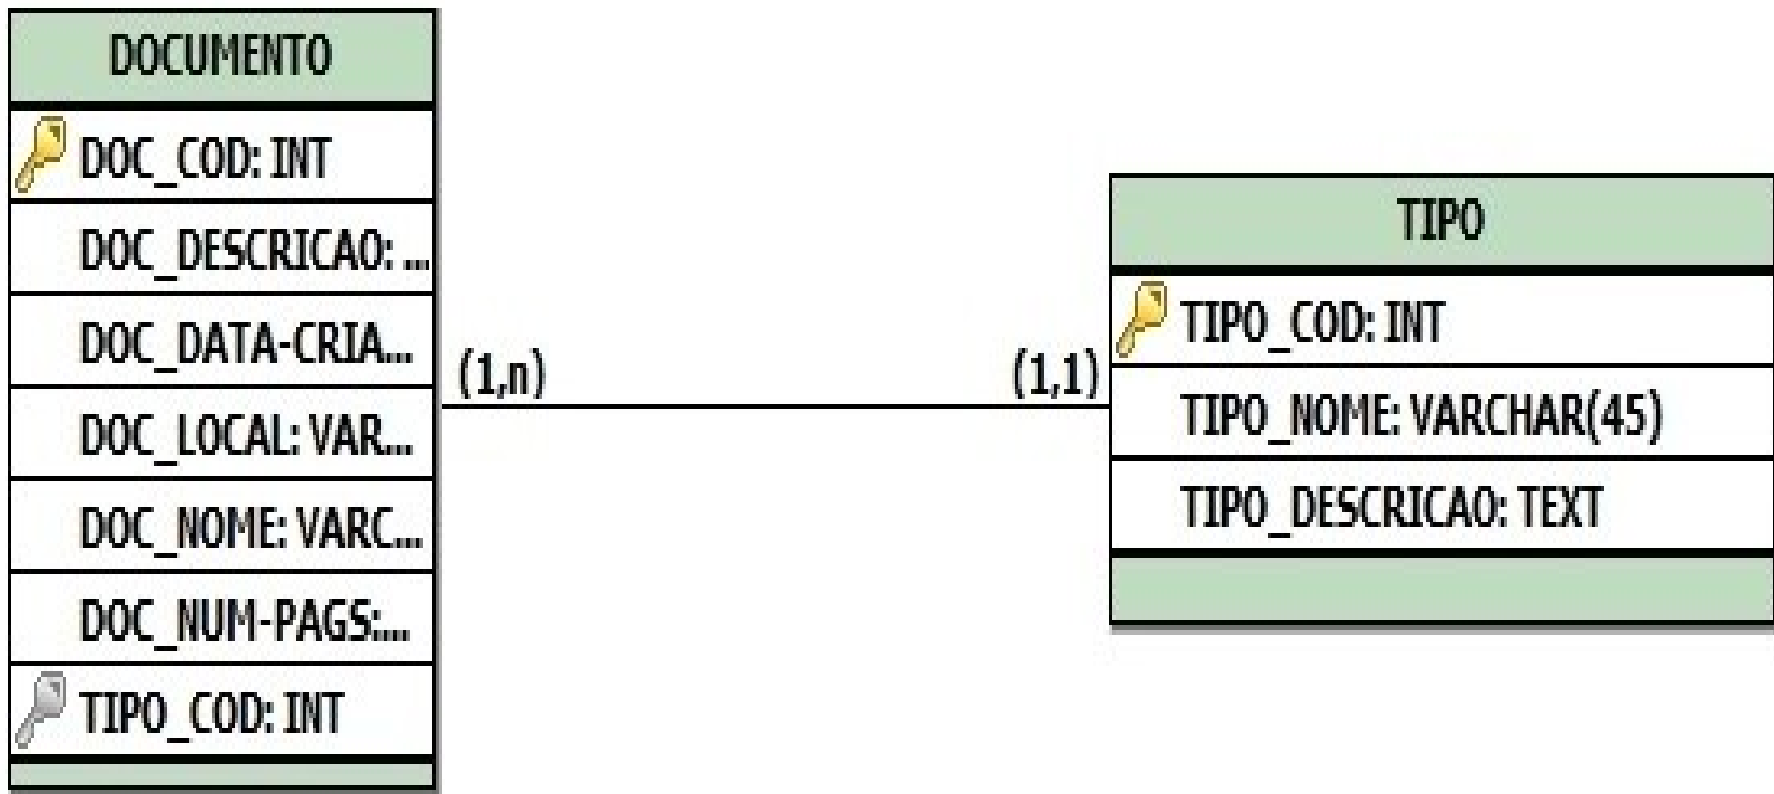 DOCUMENTO
DOC_COD: INT
DOC_DESCRICAO: ...
DOC_DATA-CRIA...
DOC_LOCAL: VAR...
DOC_NOME: VARC...
DOC_NUM-PAGS:...
TIPO_COD: INT
(1,n)
(1,1)
TIPO
TIPO_COD: INT
TIPO_NOME: VARCHAR(45)
TIPO_DESCRICAO: TEXT